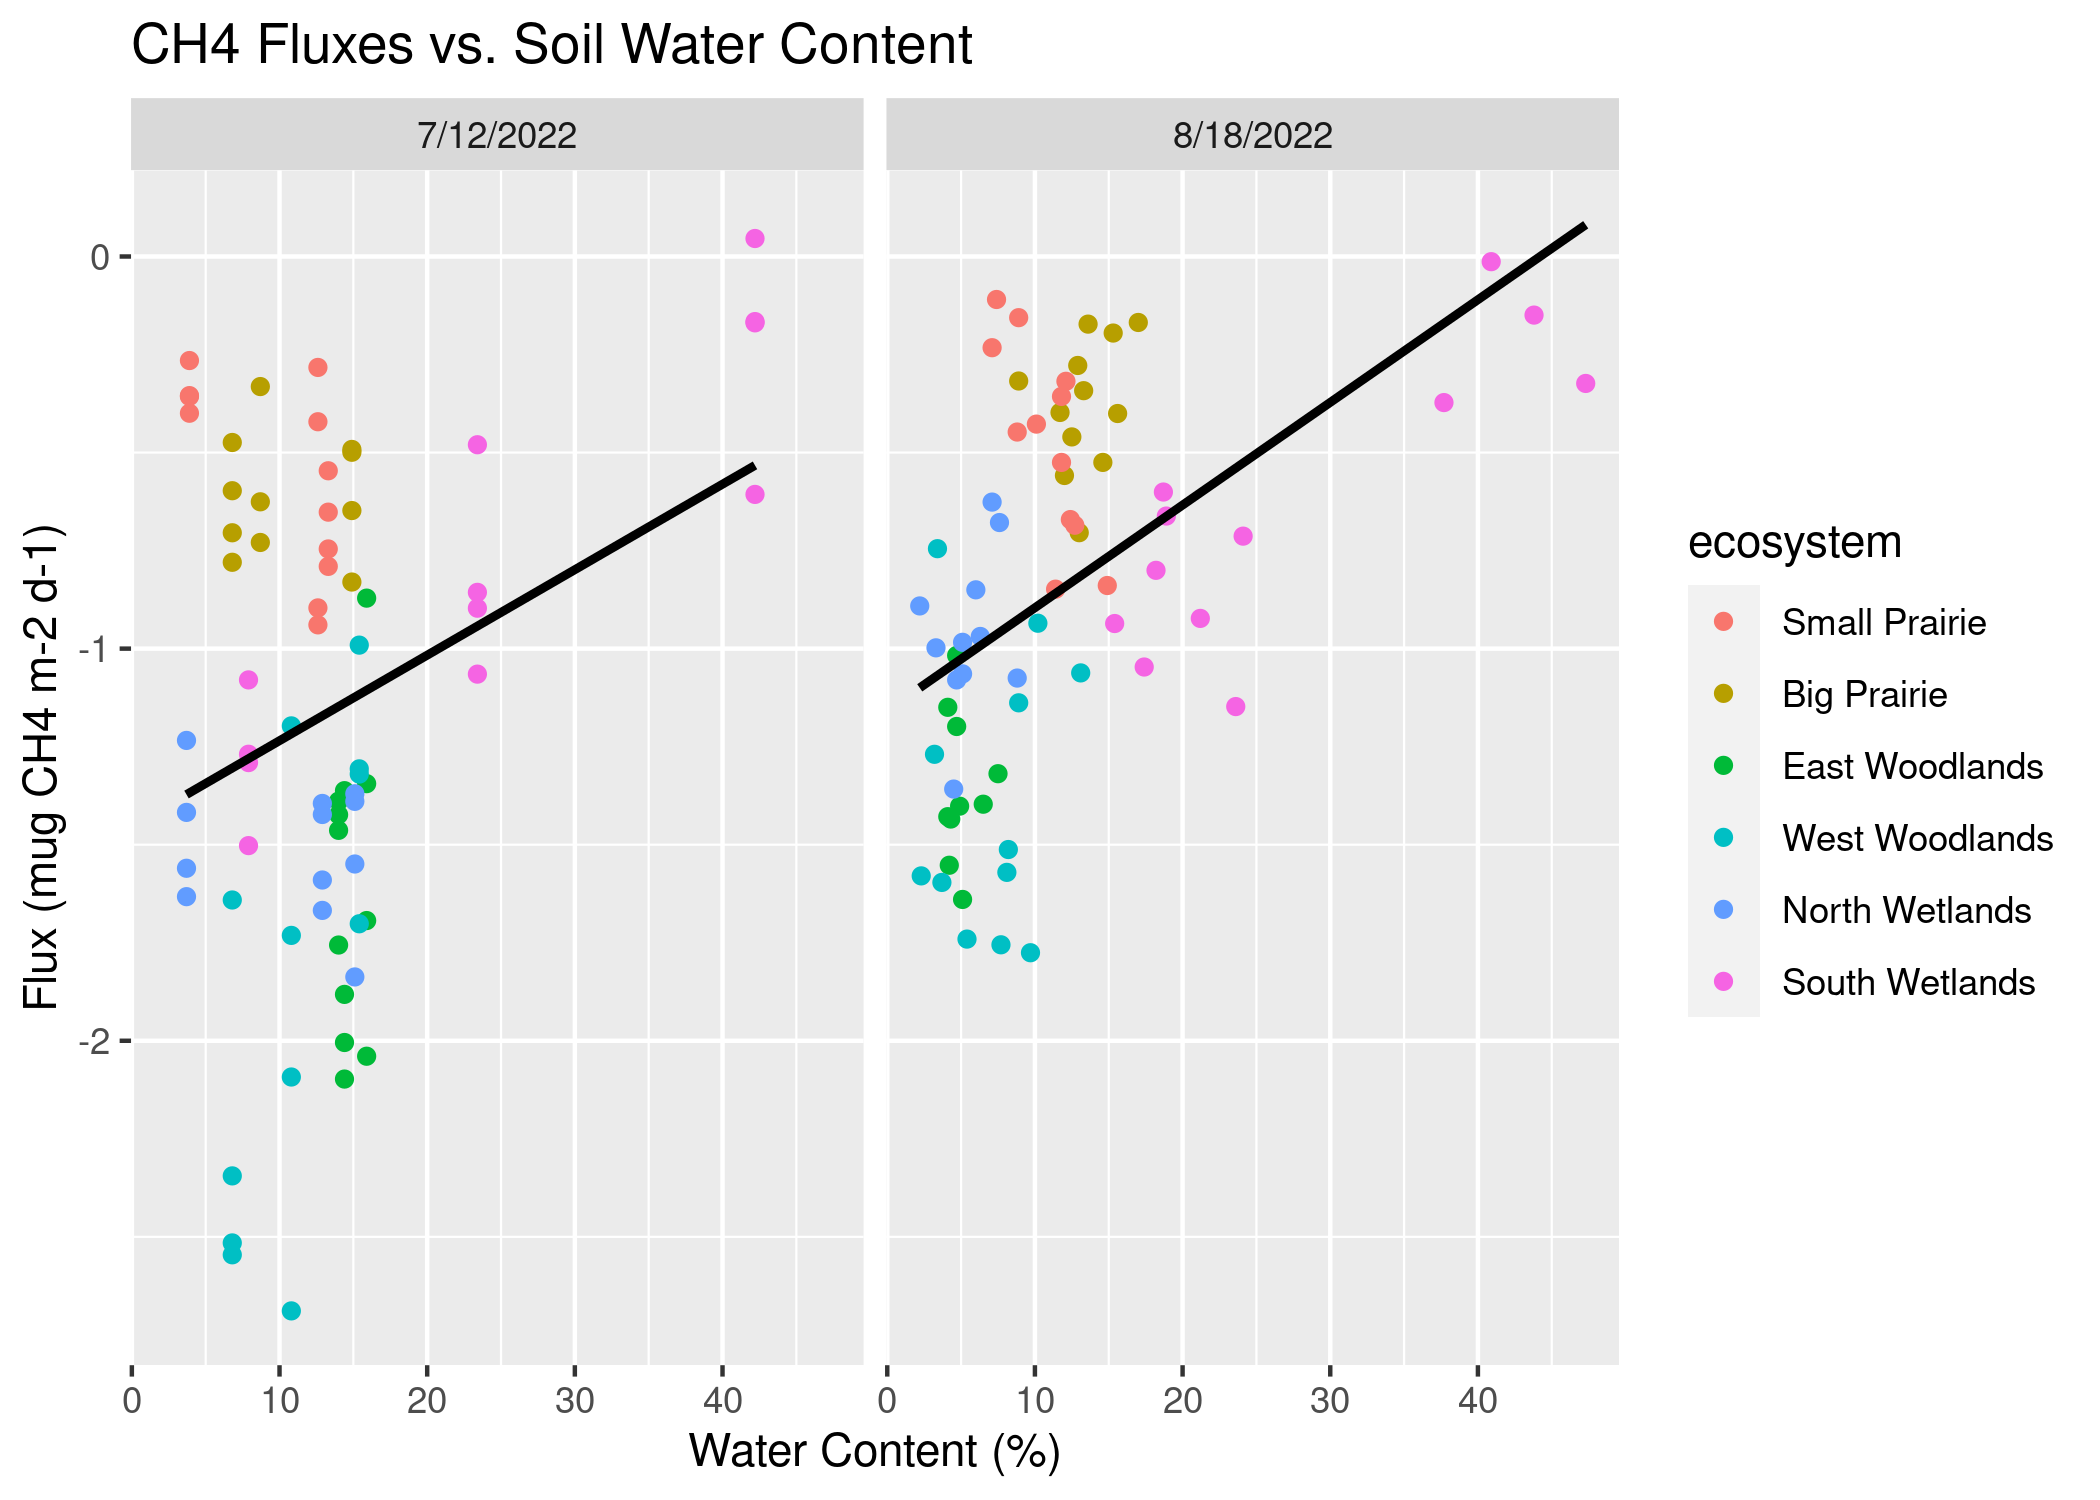 CH4 Fluxes vs. Soil Water Content
7/12/2022
8/18/2022
0
-1
-2
Flux (mug CH4 m-2 d-1)
0 10 20 30 40
0 10 20 30 40
Water Content (%)
ecosystem
Small Prairie
Big Prairie
East Woodlands
West Woodlands
North Wetlands
South Wetlands